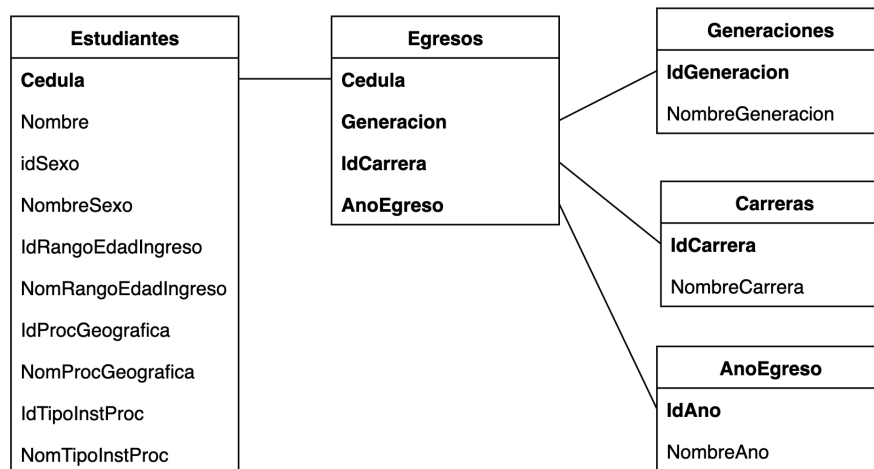 Estudiantes
Cedula
Nombre
idSexo
NombreSexo
IdRangoEdadIngreso
NomRangoEdadIngreso
IdProcGeografica
NomProcGeografica
IdTipoInstProc
NomTipoInstProc
Egresos
Cedula
Generacion
IdCarrera
AnoEgreso
Generaciones
IdGeneracion
NombreGeneracion
Carreras
IdCarrera
NombreCarrera
AnoEgreso
IdAno
NombreAno